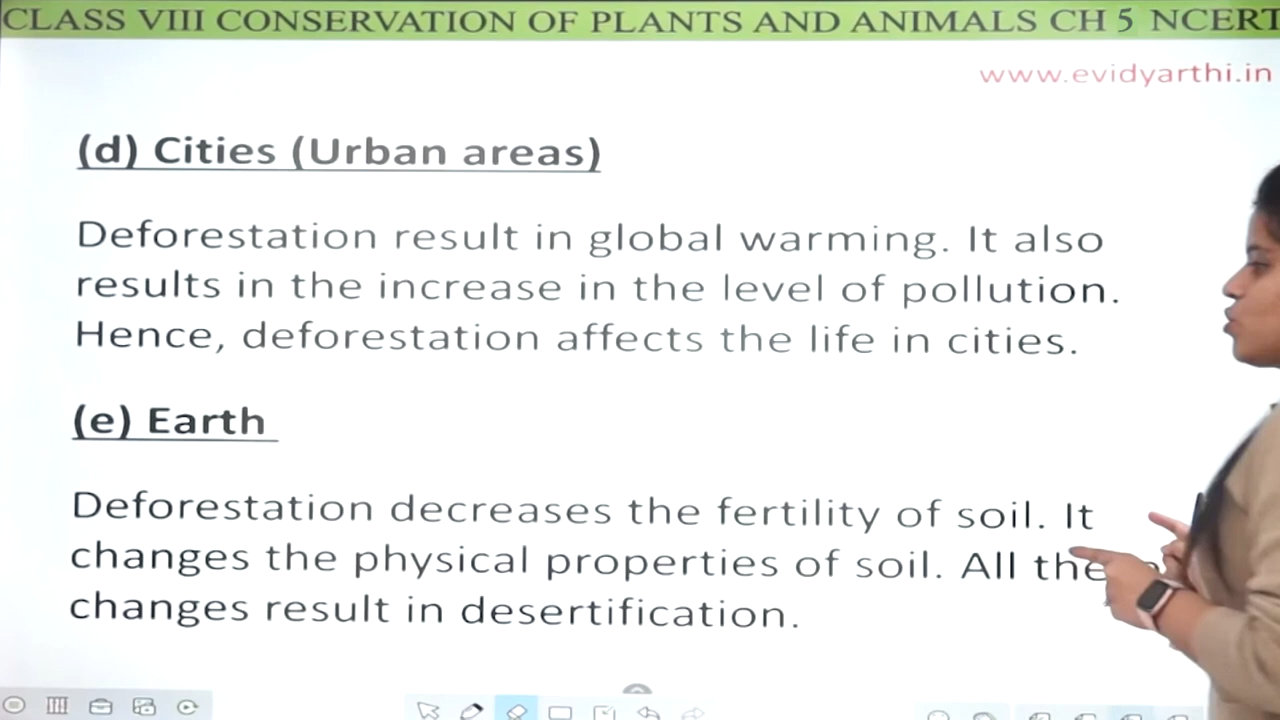 CLASS VIII CONSERVATION OF PLANTS AND ANIMALS CH 5 NCERT
www.evidyarthi.in
(d) Cities (Urban areas)
Deforestation result in global warming. It also
results in the increase in the level of pollution.
Hence, deforestation affects the life in cities.
(e) Earth
Deforestation decreases the fertility of soil. It
changes the physical properties of soil. All
changes result in desertification.